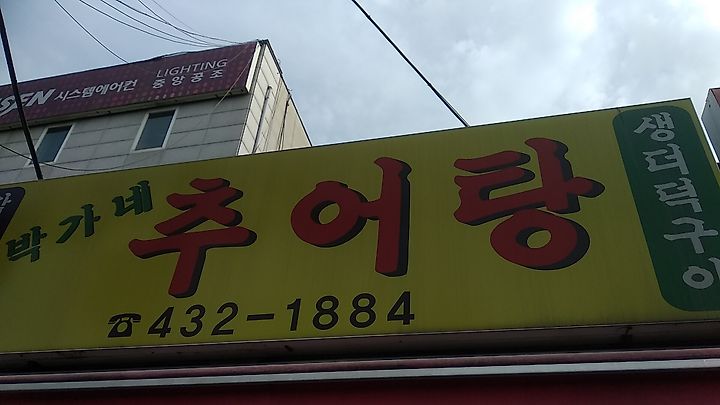 시스템에어컨
LIGHTING
중앙공조
박가네 추어탕
☎432-1884
생더덕구이